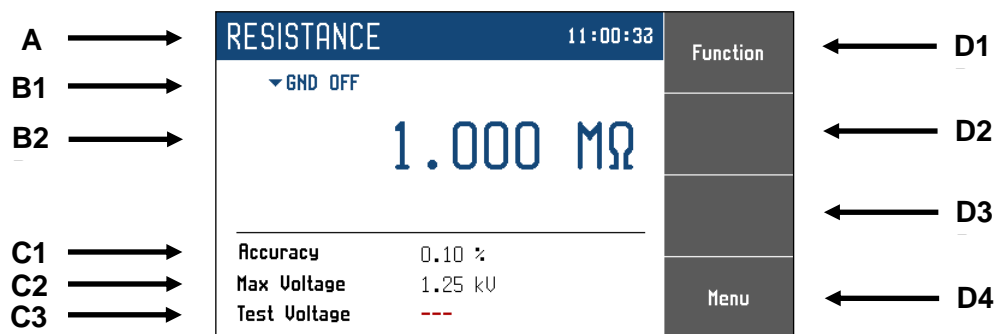 A RESISTANCE 11:00:33 Function D1
B1 GND OFF
B2 1.000 MΩ D2
D3
C1 Accuracy 0.10 %
C2 Max Voltage 1.25 kV Menu D4
C3 Test Voltage ---